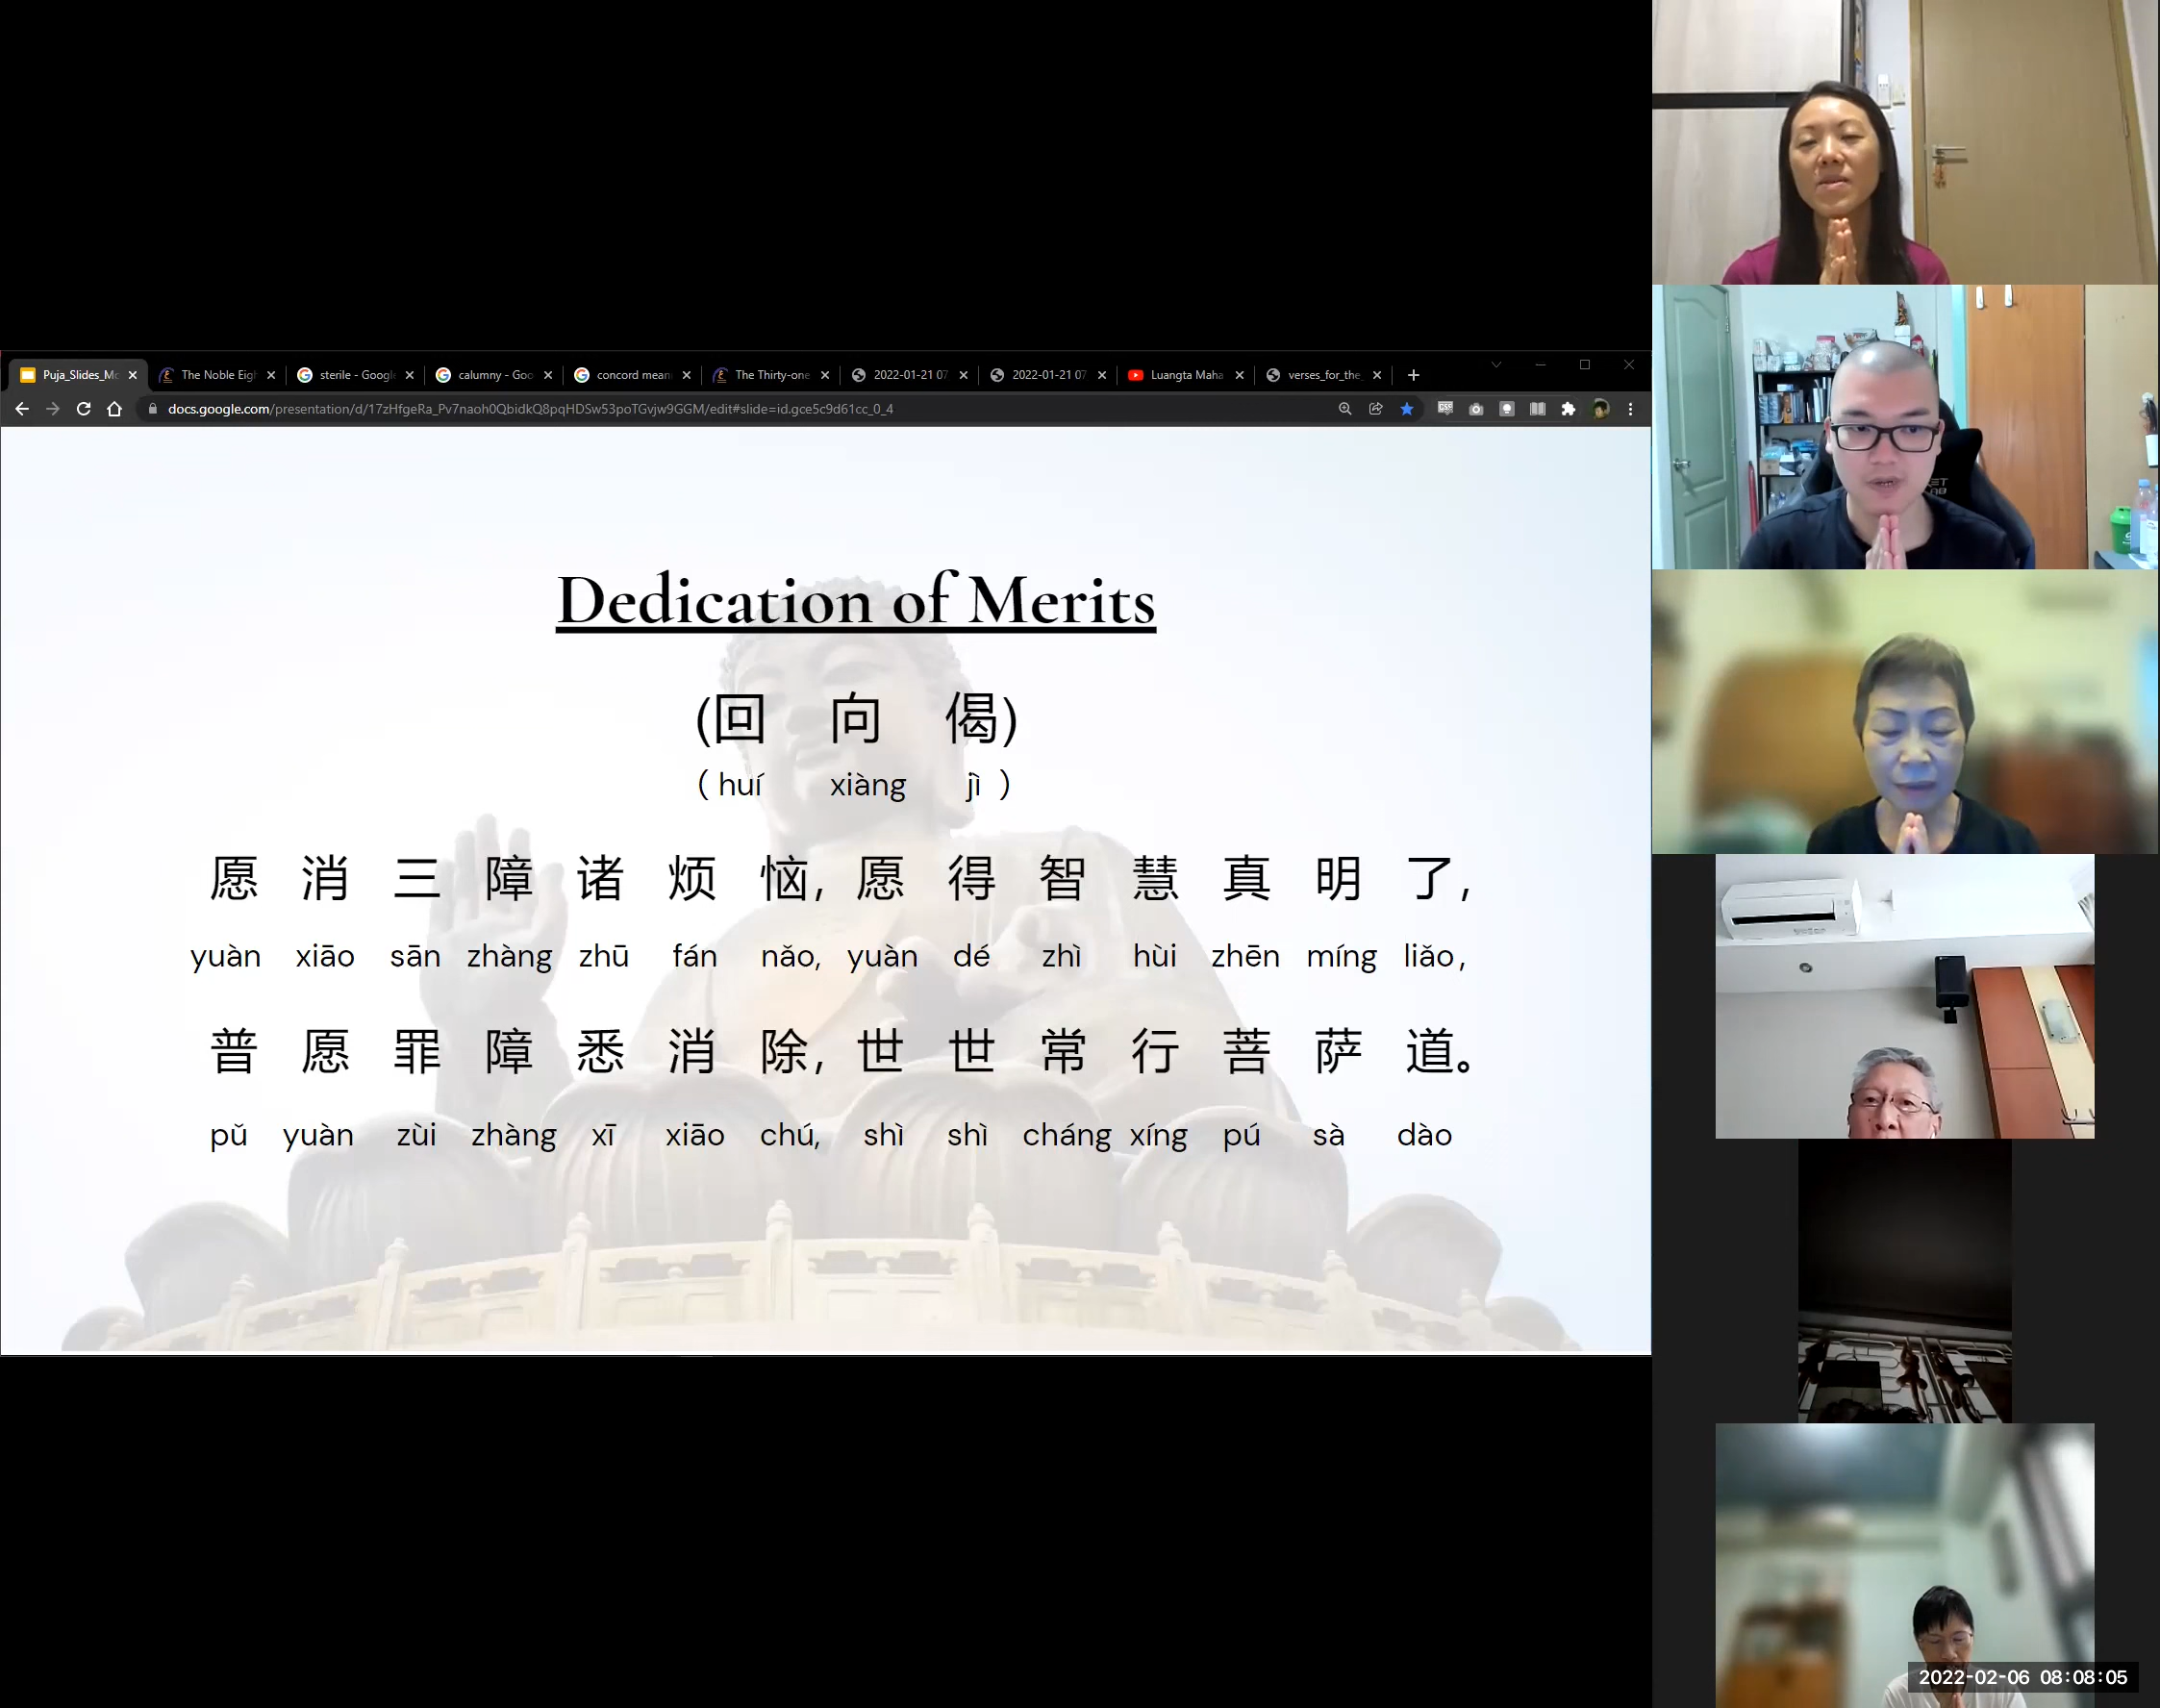 Puja_Slides_Mo
The Noble Eig
sterile - Google
calumny - Goo
concord mean
The Thirty-one
2022-01-21 07
2022-01-21 07
Luangta Maha
verses_for_the_
docs.google.com/presentation/d/17zHfgeRa_Pv7naoh0QbidkQ8pqHDSw53poTGvjw9GGM/edit#slide=id.gce5c9d61cc_0_4
Dedication of Merits
(回 向 偈)
( huí xiàng jì )
愿 消 三 障 诸 烦 恼, 愿 得 智 慧 真 明 了,
yuàn xiāo sān zhàng zhū fán nǎo, yuàn dé zhì hùi zhēn míng liǎo,
普 愿 罪 障 悉 消 除, 世 世 常 行 菩 萨 道。
pǔ yuàn zùi zhàng xī xiāo chú, shì shì cháng xíng pú sà dào
2022-02-06 08:08:05